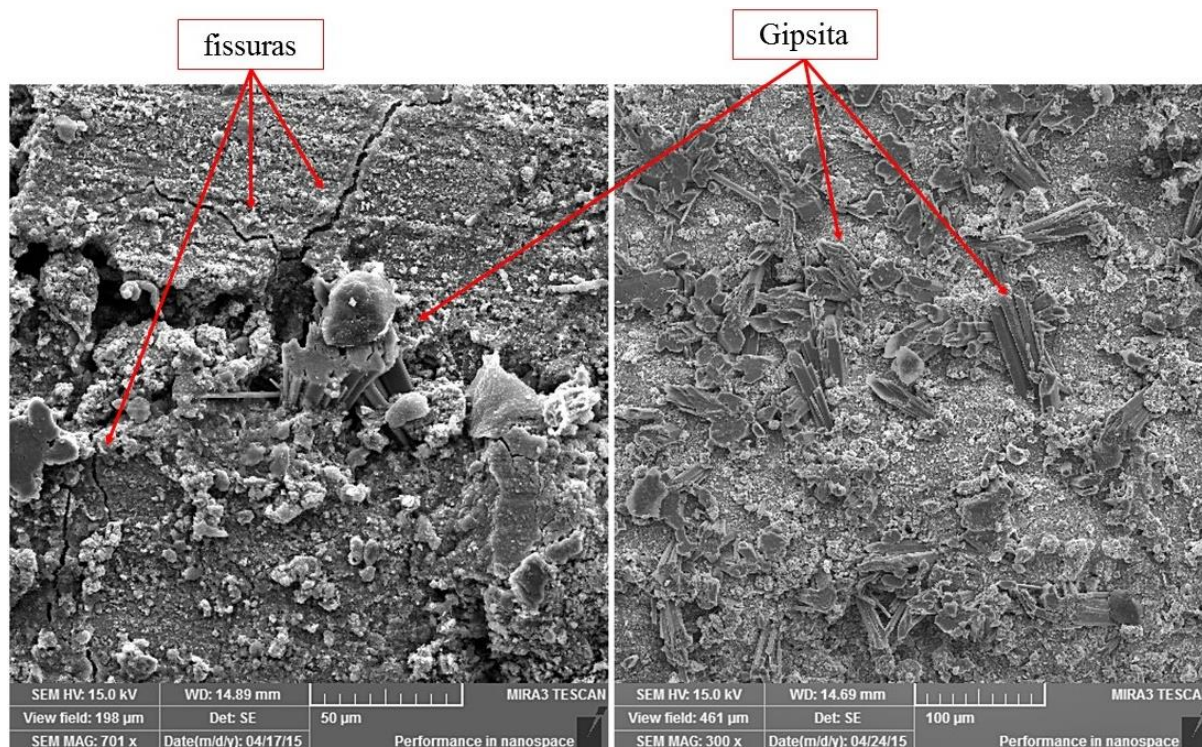 fissuras
Gipsita
SEM HV: 15.0 kV WD: 14.89 mm MIRA3 TESCAN
View field: 198 µm Det: SE 50 µm
SEM MAG: 701 x Date(m/d/y): 04/17/15 Performance in nanospace
SEM HV: 15.0 kV WD: 14.69 mm MIRA3 TESCAN
View field: 461 µm Det: SE 100 µm
SEM MAG: 300 x Date(m/d/y): 04/24/15 Performance in nanospace